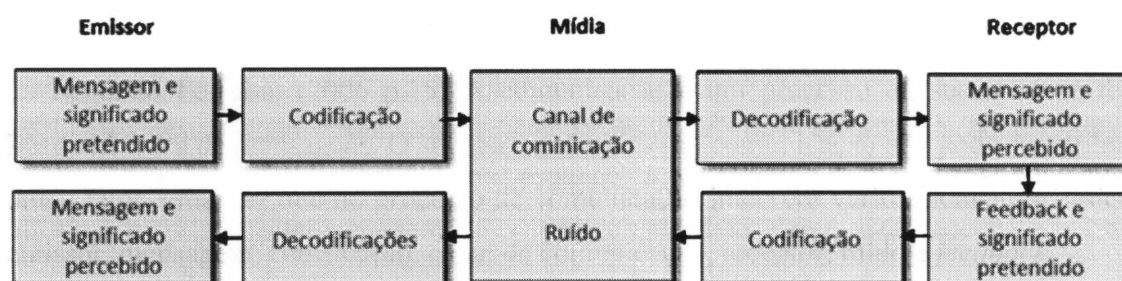 Emissor
Mídia
Receptor
Mensagem e
significado
pretendido
Codificação
Canal de
cominicação
Decodificação
Mensagem e
significado
percebido
Mensagem e
significado
percebido
Decodificações
Ruído
Codificação
Feedback e
significado
pretendido